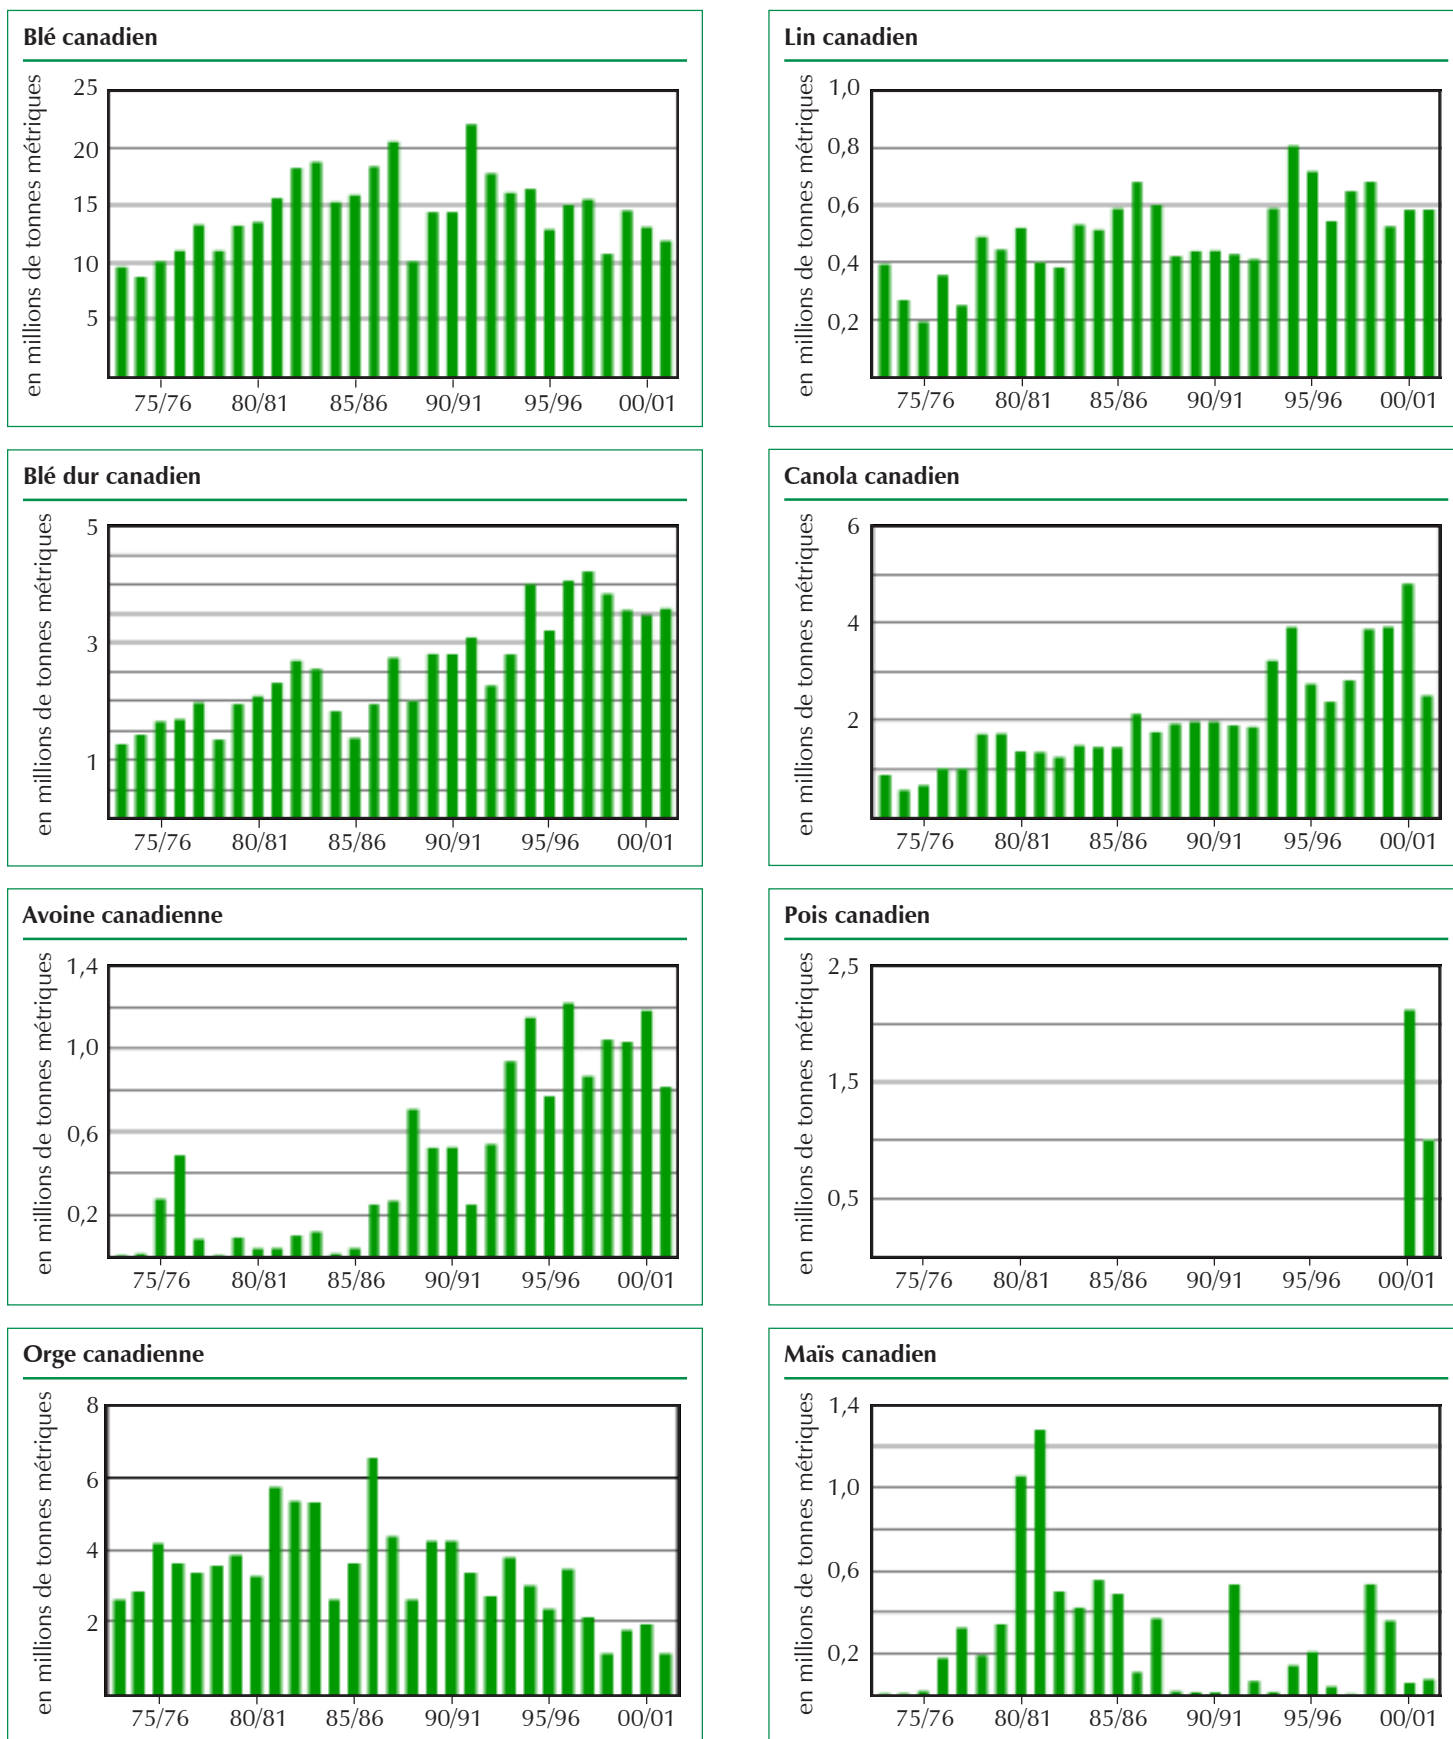 Blé canadien
en millions de tonnes métriques
25
20
15
10
5
75/76 80/81 85/86 90/91 95/96 00/01
Lin canadien
en millions de tonnes métriques
1,0
0,8
0,6
0,4
0,2
75/76 80/81 85/86 90/91 95/96 00/01
Blé dur canadien
en millions de tonnes métriques
5
3
1
75/76 80/81 85/86 90/91 95/96 00/01
Canola canadien
en millions de tonnes métriques
6
4
2
75/76 80/81 85/86 90/91 95/96 00/01
Avoine canadienne
en millions de tonnes métriques
1,4
1,0
0,6
0,2
75/76 80/81 85/86 90/91 95/96 00/01
Pois canadien
en millions de tonnes métriques
2,5
1,5
0,5
75/76 80/81 85/86 90/91 95/96 00/01
Orge canadienne
en millions de tonnes métriques
8
6
4
2
75/76 80/81 85/86 90/91 95/96 00/01
Maïs canadien
en millions de tonnes métriques
1,4
1,0
0,6
0,2
75/76 80/81 85/86 90/91 95/96 00/01